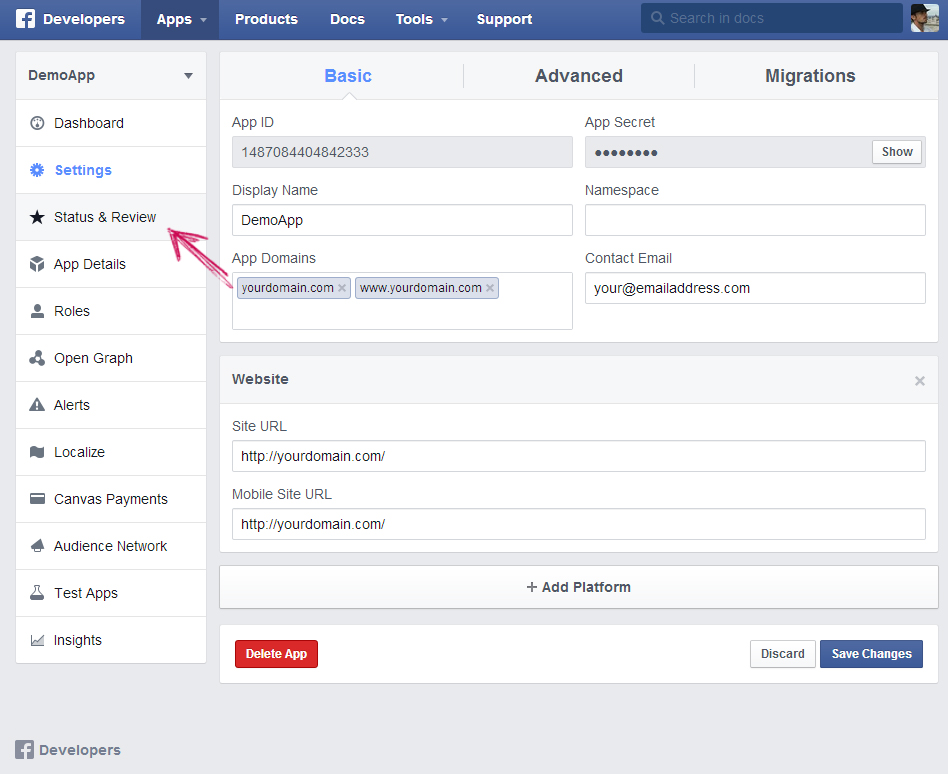 Developers Apps Products Docs Tools Support Search in docs
DemoApp
Dashboard
Settings
Status & Review
App Details
Roles
Open Graph
Alerts
Localize
Canvas Payments
Audience Network
Test Apps
Insights
Basic Advanced Migrations
App ID App Secret
1487084404842333 ●●●●●●●● Show
Display Name Namespace
DemoApp
App Domains Contact Email
yourdomain.com × www.yourdomain.com × your@emailaddress.com
Website ×
Site URL
http://yourdomain.com/
Mobile Site URL
http://yourdomain.com/
+ Add Platform
Delete App Discard Save Changes
Developers